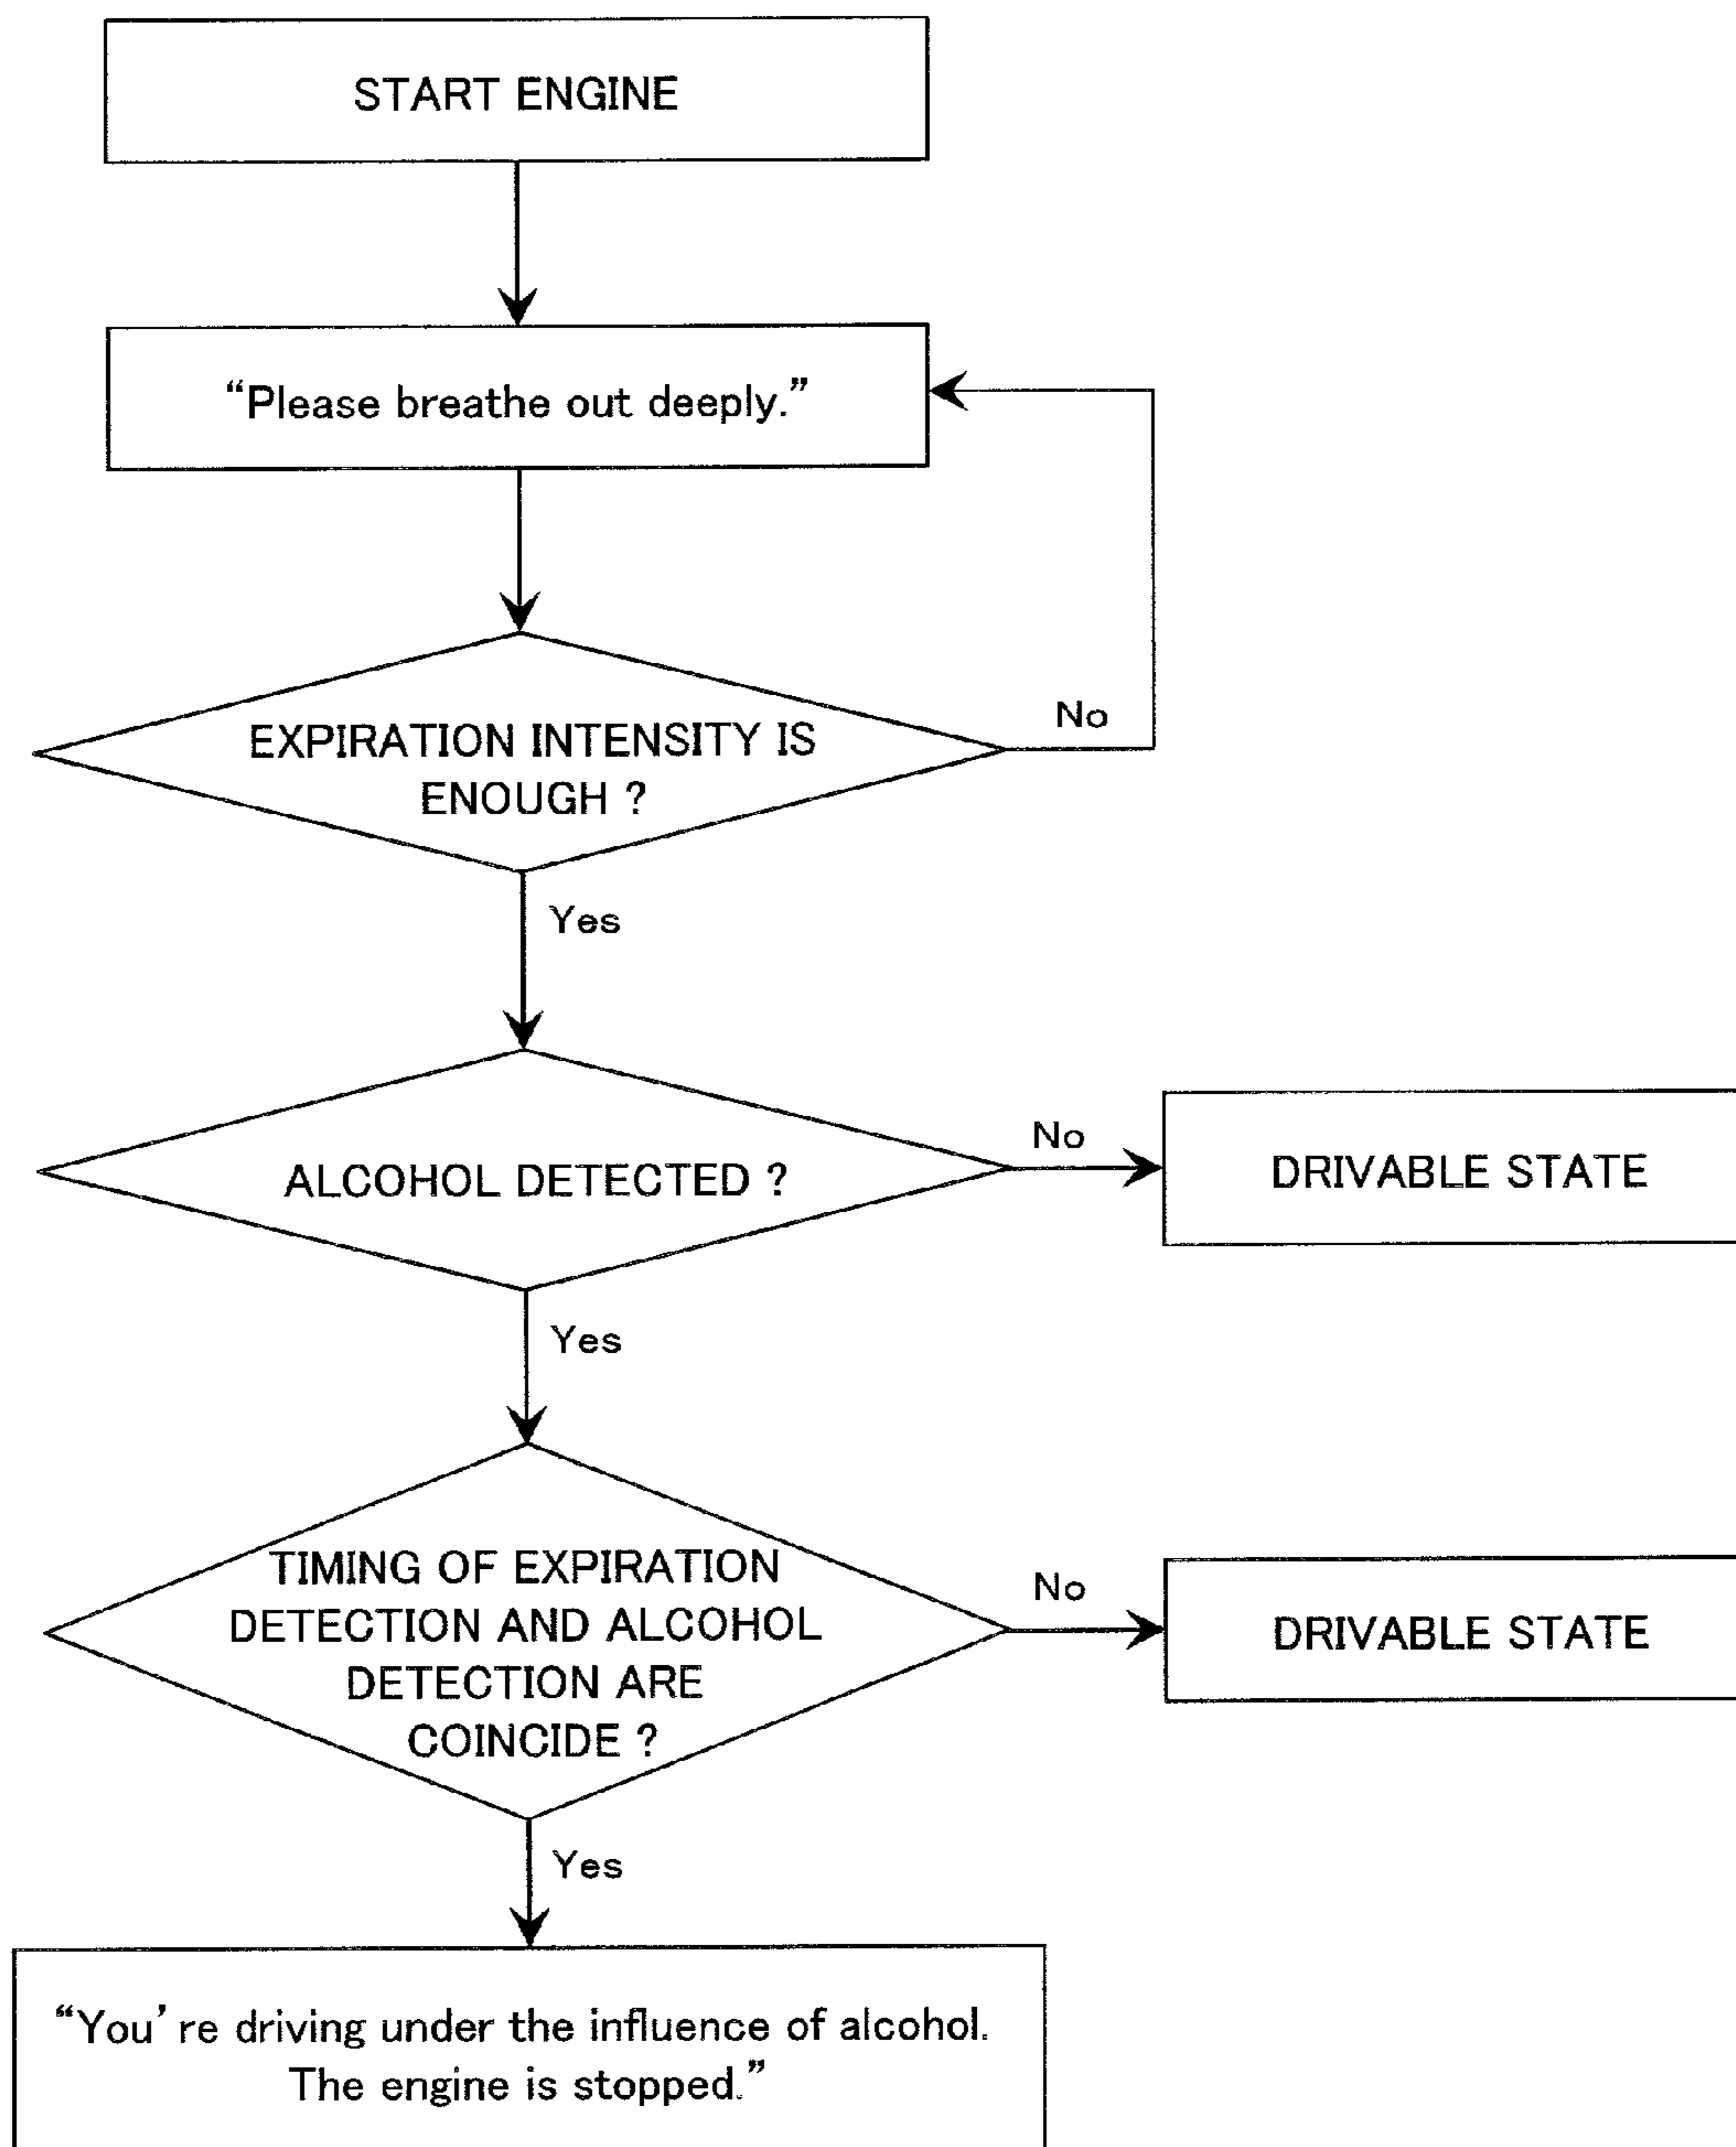 START ENGINE
“Please breathe out deeply.”
EXPIRATION INTENSITY IS
ENOUGH ?
No
Yes
ALCOHOL DETECTED ?
No
DRIVABLE STATE
Yes
TIMING OF EXPIRATION
DETECTION AND ALCOHOL
DETECTION ARE
COINCIDE ?
No
DRIVABLE STATE
Yes
“You’re driving under the influence of alcohol.
The engine is stopped.”